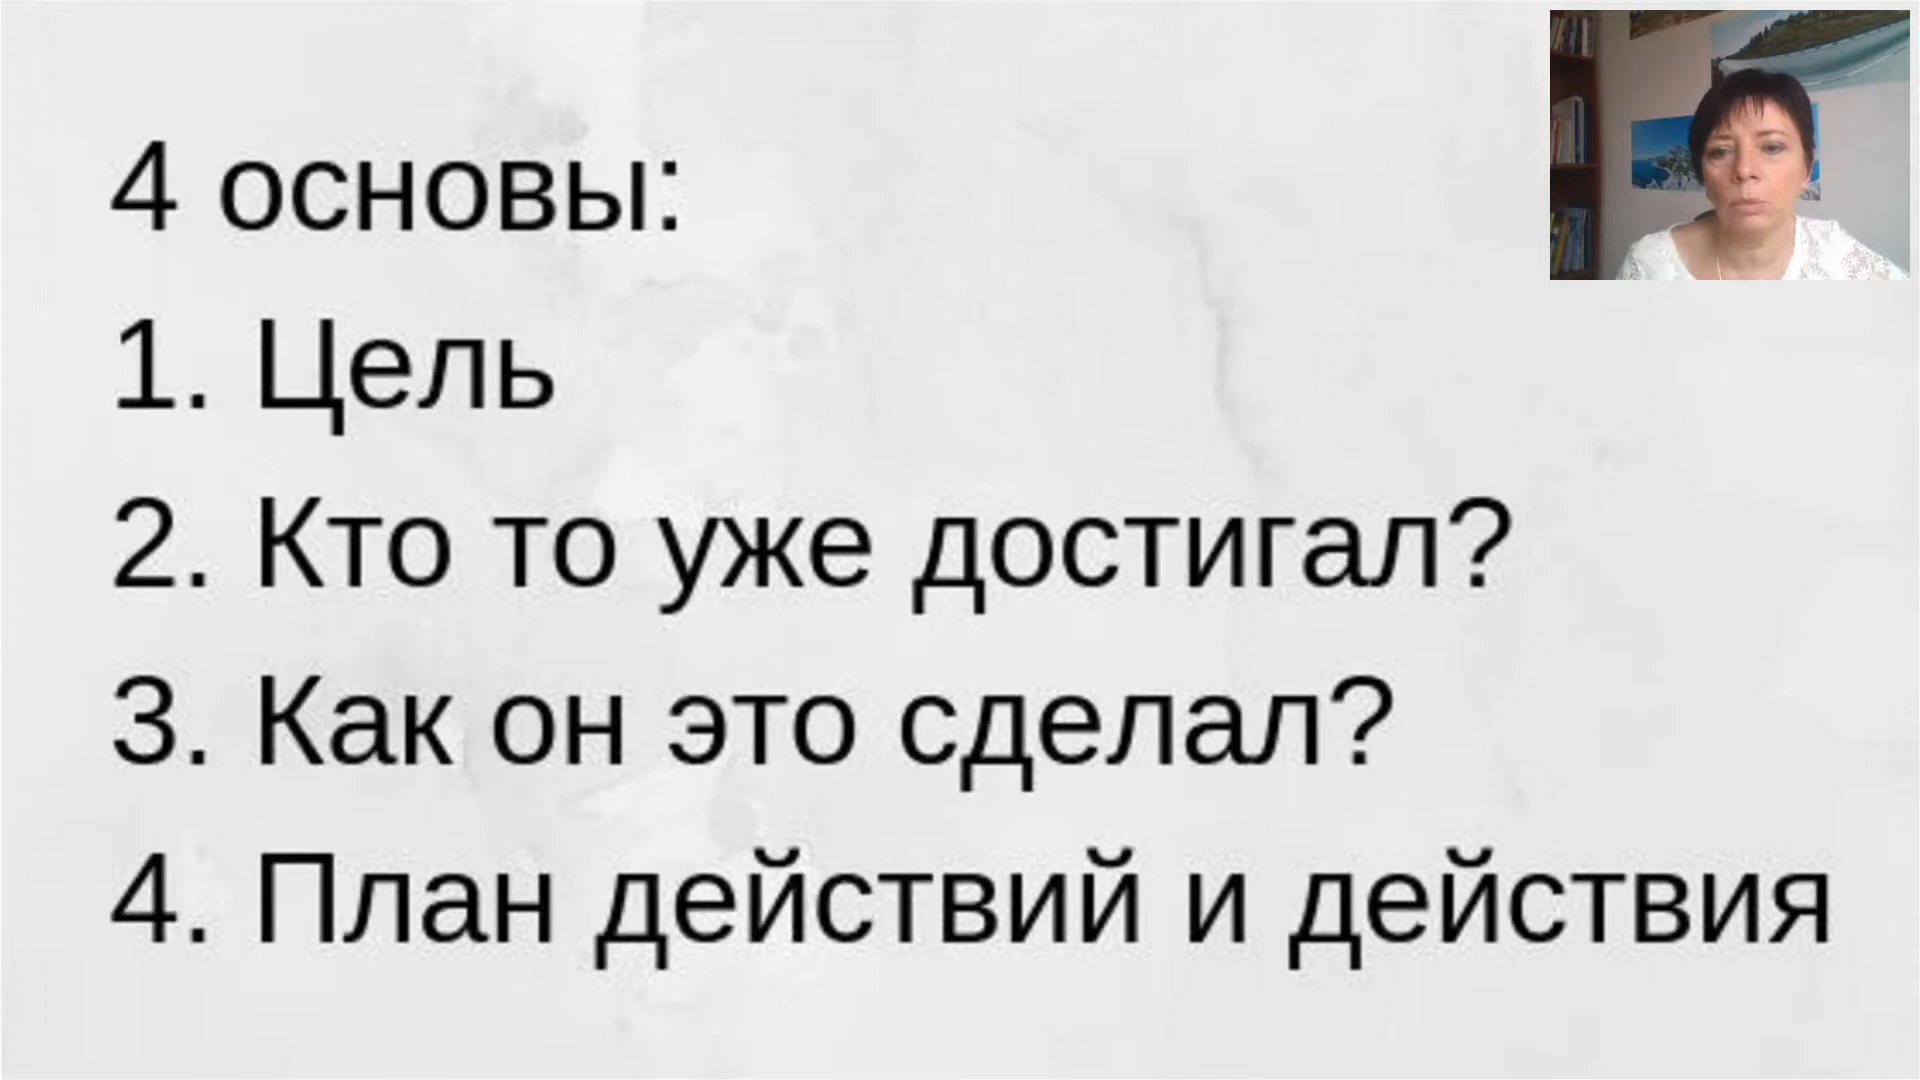 4 основы:
1. Цель
2. Кто то уже достигал?
3. Как он это сделал?
4. План действий и действия